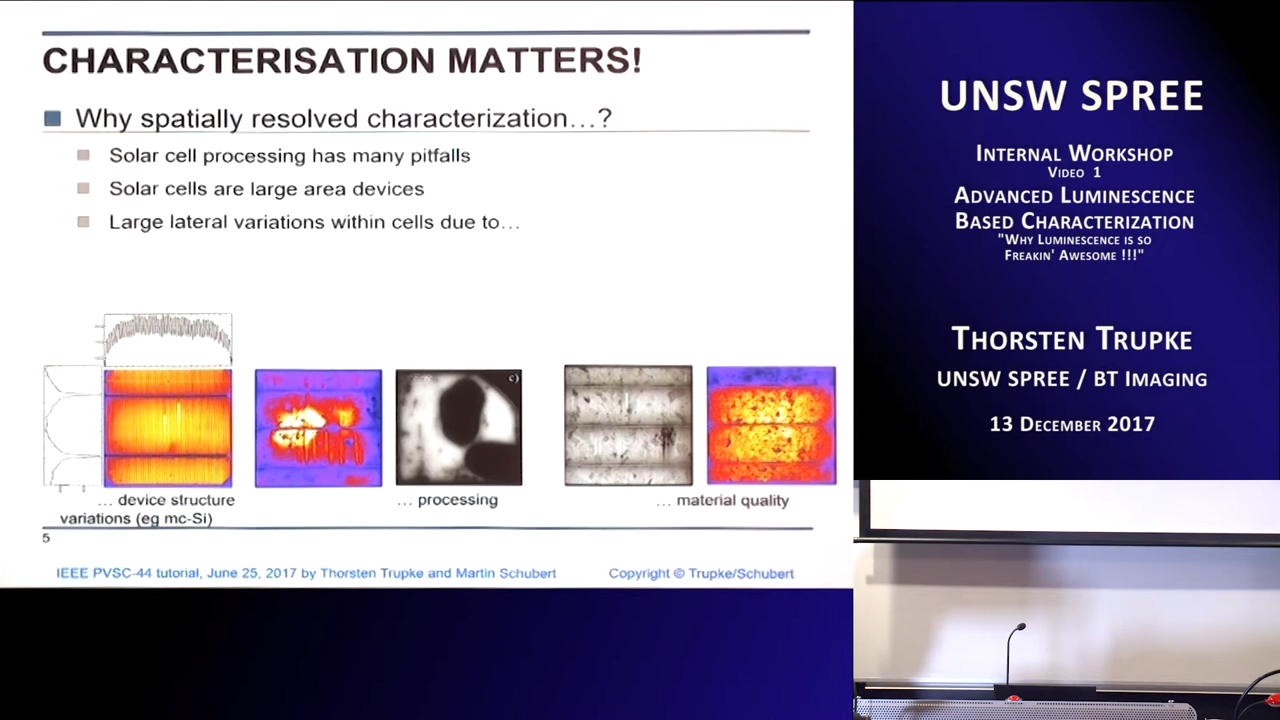 CHARACTERISATION MATTERS!
Why spatially resolved characterization…?
Solar cell processing has many pitfalls
Solar cells are large area devices
Large lateral variations within cells due to…
c)
… device structure
variations (eg mc-Si)
… processing
… material quality
5
IEEE PVSC-44 tutorial, June 25, 2017 by Thorsten Trupke and Martin Schubert
Copyright © Trupke/Schubert
UNSW SPREE
Internal Workshop
Video 1
Advanced Luminescence
Based Characterization
"Why Luminescence is so
Freakin' Awesome !!!"
Thorsten Trupke
UNSW SPREE / BT Imaging
13 December 2017